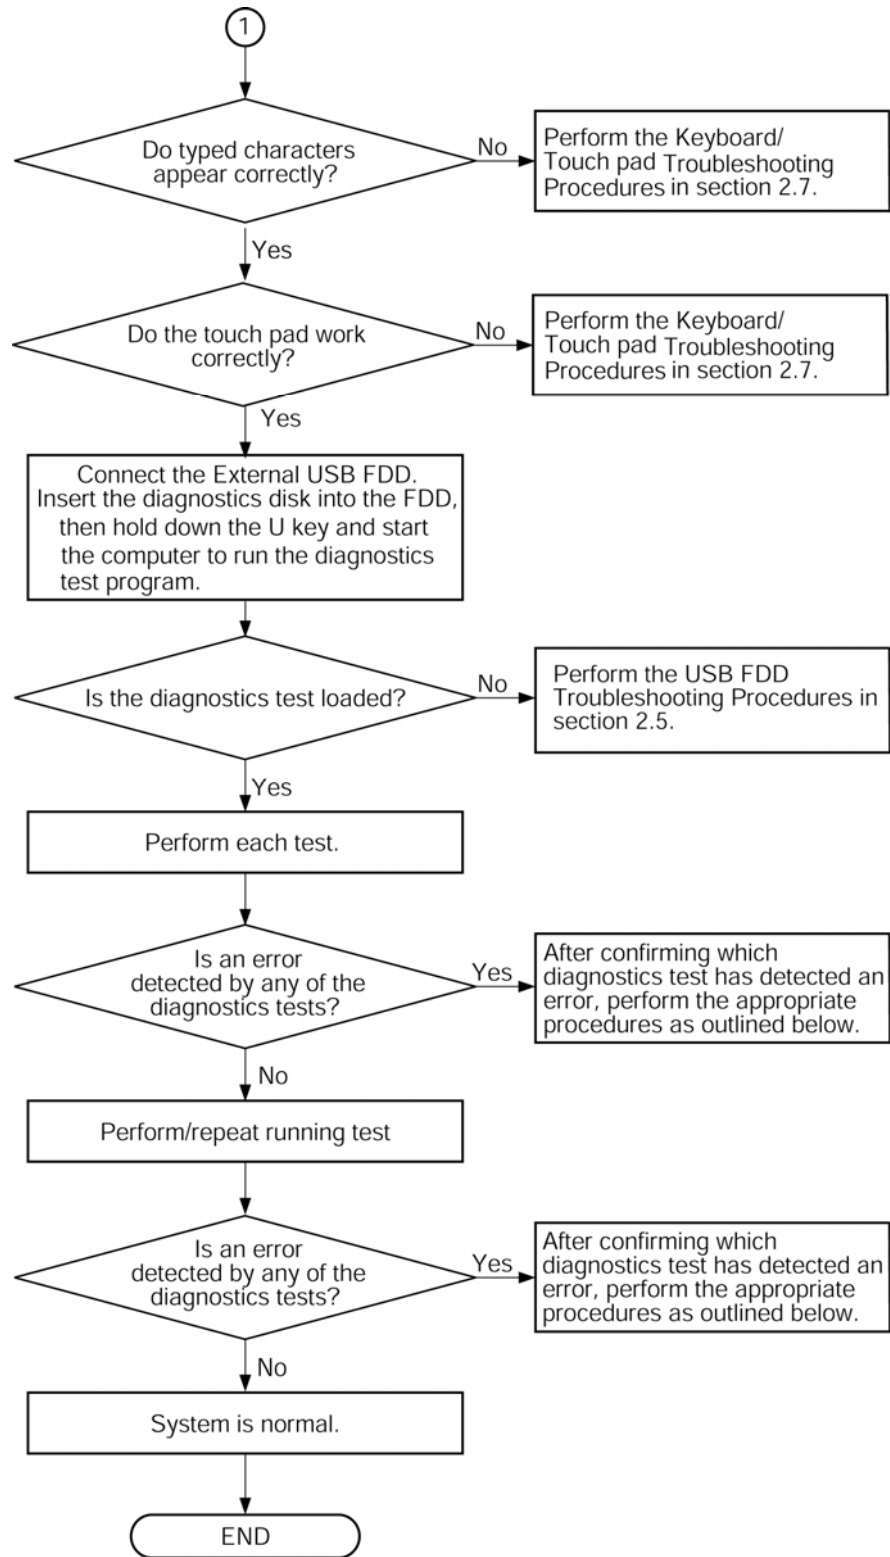 1
Do typed characters
appear correctly?
No
Perform the Keyboard/
Touch pad Troubleshooting
Procedures in section 2.7.
Yes
Do the touch pad work
correctly?
No
Perform the Keyboard/
Touch pad Troubleshooting
Procedures in section 2.7.
Yes
Connect the External USB FDD.
Insert the diagnostics disk into the FDD,
then hold down the U key and start
the computer to run the diagnostics
test program.
Is the diagnostics test loaded?
No
Perform the USB FDD
Troubleshooting Procedures in
section 2.5.
Yes
Perform each test.
Is an error
detected by any of the
diagnostics tests?
Yes
After confirming which
diagnostics test has detected an
error, perform the appropriate
procedures as outlined below.
No
Perform/repeat running test
Is an error
detected by any of the
diagnostics tests?
Yes
After confirming which
diagnostics test has detected an
error, perform the appropriate
procedures as outlined below.
No
System is normal.
END